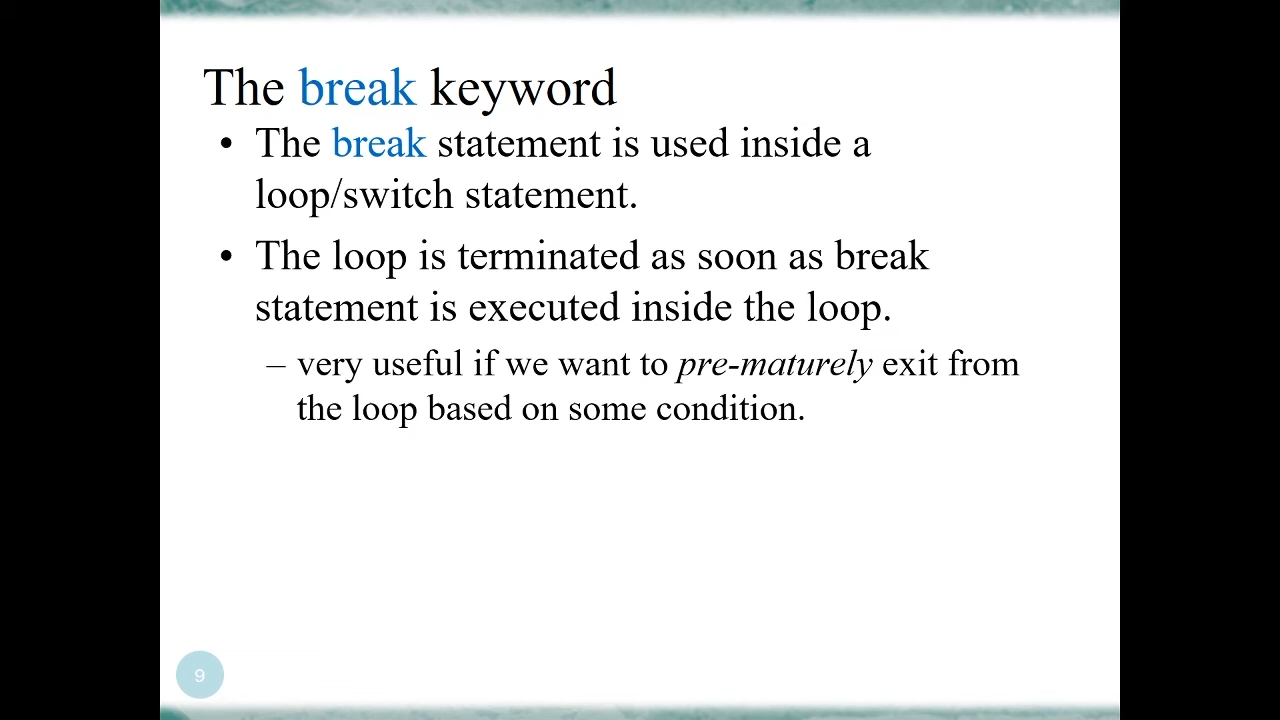 The break keyword
• The break statement is used inside a
loop/switch statement.
• The loop is terminated as soon as break
statement is executed inside the loop.
– very useful if we want to pre-maturely exit from
the loop based on some condition.
9